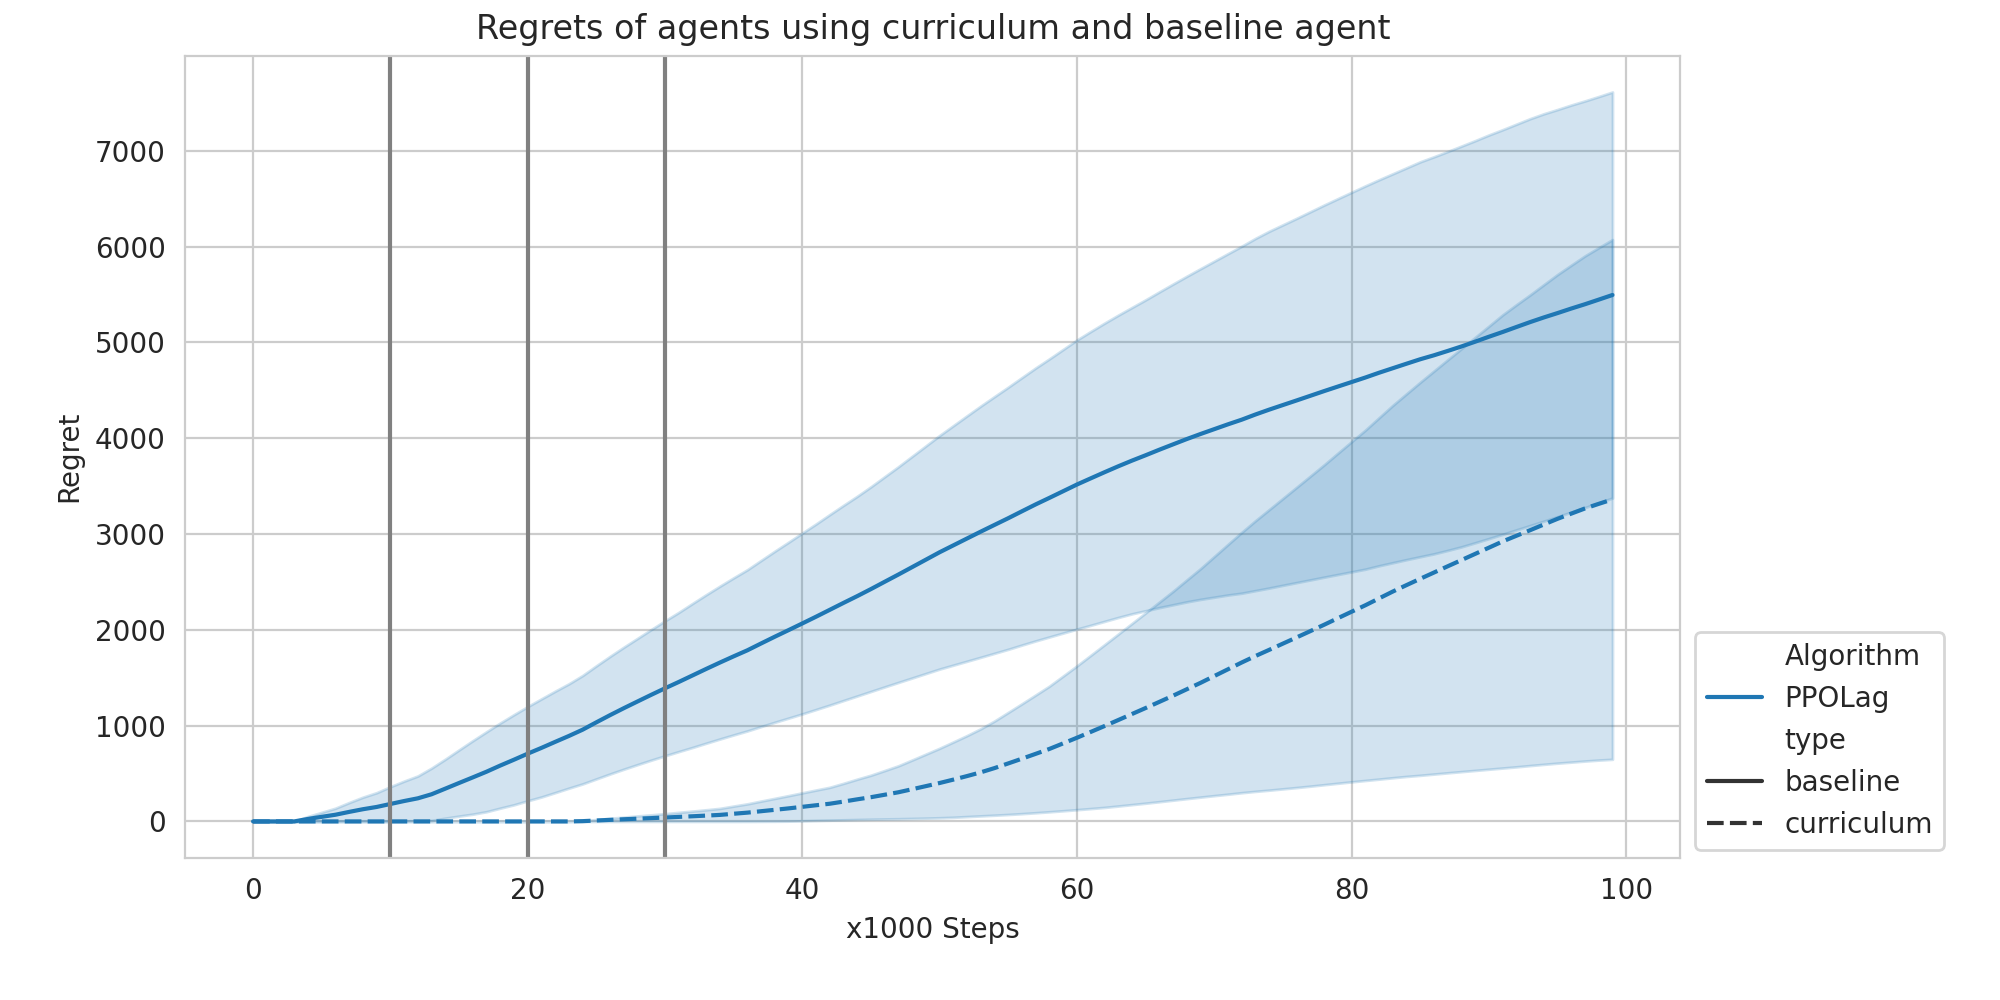 Regrets of agents using curriculum and baseline agent
7000
6000
5000
4000
3000
2000
1000
0
Regret
0 20 40 60 80 100
x1000 Steps
Algorithm
PPOLag
type
baseline
curriculum